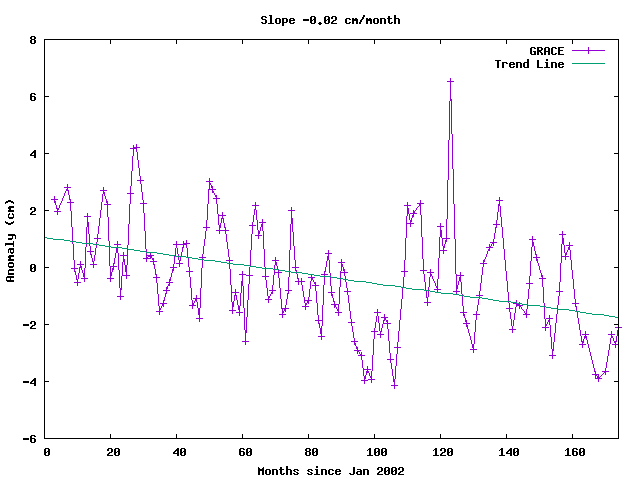 Slope -0.02 cm/month
GRACE
Trend Line
8
6
4
2
0
-2
-4
-6
Anomaly (cm)
0 20 40 60 80 100 120 140 160
Months since Jan 2002